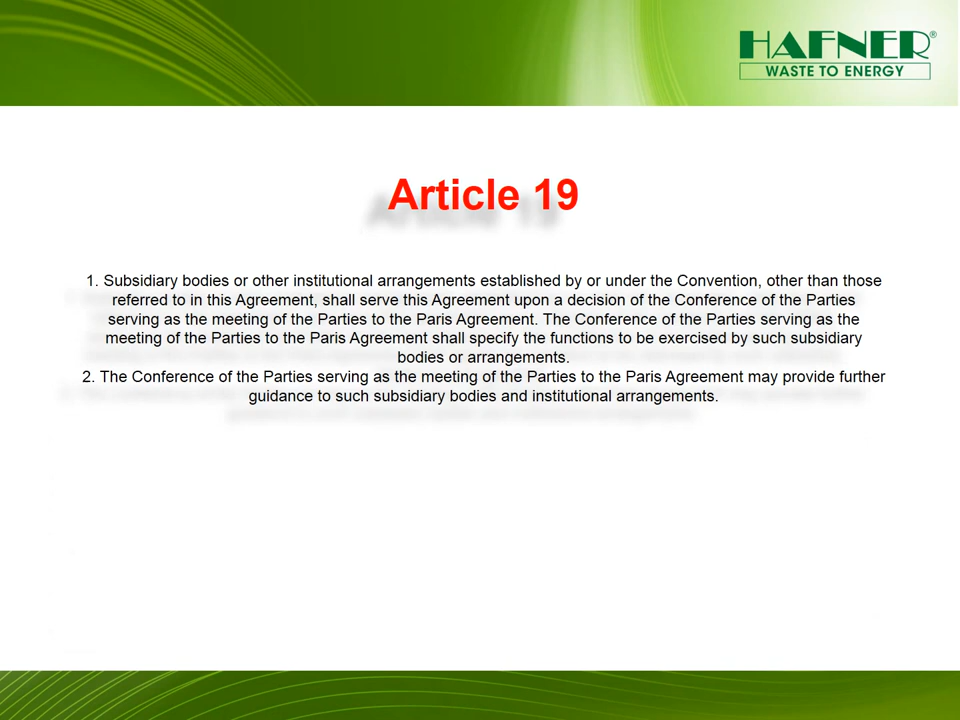 HAFNER®
WASTE TO ENERGY
Article 19
1. Subsidiary bodies or other institutional arrangements established by or under the Convention, other than those
referred to in this Agreement, shall serve this Agreement upon a decision of the Conference of the Parties
serving as the meeting of the Parties to the Paris Agreement. The Conference of the Parties serving as the
meeting of the Parties to the Paris Agreement shall specify the functions to be exercised by such subsidiary
bodies or arrangements.
2. The Conference of the Parties serving as the meeting of the Parties to the Paris Agreement may provide further
guidance to such subsidiary bodies and institutional arrangements.